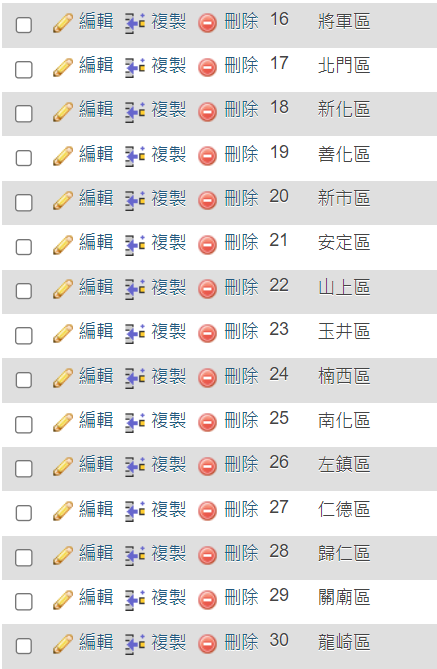 編輯 複製 刪除 16 將軍區
編輯 複製 刪除 17 北門區
編輯 複製 刪除 18 新化區
編輯 複製 刪除 19 善化區
編輯 複製 刪除 20 新市區
編輯 複製 刪除 21 安定區
編輯 複製 刪除 22 山上區
編輯 複製 刪除 23 玉井區
編輯 複製 刪除 24 楠西區
編輯 複製 刪除 25 南化區
編輯 複製 刪除 26 左鎮區
編輯 複製 刪除 27 仁德區
編輯 複製 刪除 28 歸仁區
編輯 複製 刪除 29 關廟區
編輯 複製 刪除 30 龍崎區